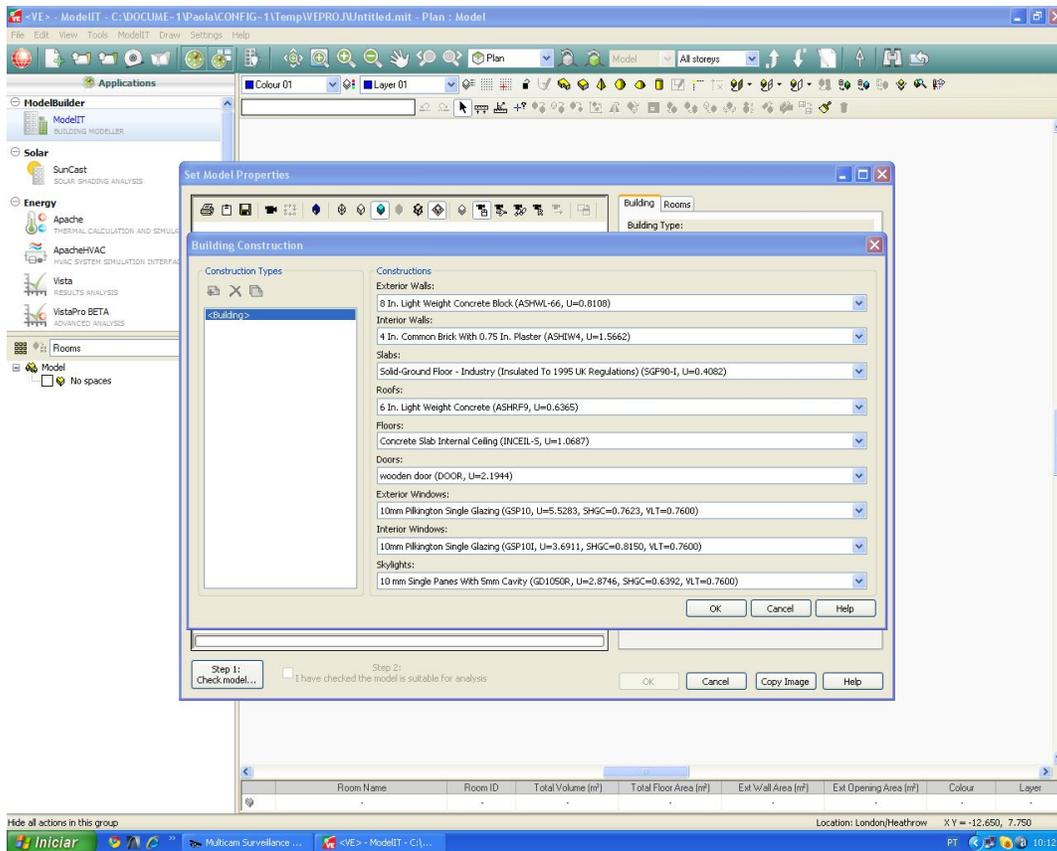 <VE> - ModelIT - C:\DOCUME~1\Paola\CONFIG~1\Temp\VEPROJ\Untitled.mit - Plan : Model
File Edit View Tools ModelIT Draw Settings Help
Plan
Model
All storeys
Applications
Colour 01
Layer 01
ModelBuilder
ModelIT
BUILDING MODELLER
Solar
SunCast
SOLAR SHADING ANALYSIS
Energy
Apache
THERMAL CALCULATION AND SIMULA
ApacheHVAC
HVAC SYSTEM SIMULATION INTERFAC
Vista
RESULTS ANALYSIS
VistaPro BETA
ADVANCED ANALYSIS
Rooms
Model
No spaces
Set Model Properties
Building Rooms
Building Type:
Building Construction
Construction Types
<Building>
Constructions
Exterior Walls:
8 In. Light Weight Concrete Block (ASHWL-66, U=0.8108)
Interior Walls:
4 In. Common Brick With 0.75 In. Plaster (ASHIW4, U=1.5662)
Slabs:
Solid-Ground Floor - Industry (Insulated To 1995 UK Regulations) (SGF90-I, U=0.4082)
Roofs:
6 In. Light Weight Concrete (ASHRF9, U=0.6365)
Floors:
Concrete Slab Internal Ceiling (INCEIL-S, U=1.0687)
Doors:
wooden door (DOOR, U=2.1944)
Exterior Windows:
10mm Pilkington Single Glazing (GSP10, U=5.5283, SHGC=0.7623, VLT=0.7600)
Interior Windows:
10mm Pilkington Single Glazing (GSP10I, U=3.6911, SHGC=0.8150, VLT=0.7600)
Skylights:
10 mm Single Panes With 5mm Cavity (GD1050R, U=2.8746, SHGC=0.6392, VLT=0.7600)
OK Cancel Help
Step 1:
Check model...
Step 2:
I have checked the model is suitable for analysis
OK Cancel Copy Image Help
Room Name Room ID Total Volume (m³) Total Floor Area (m²) Ext Wall Area (m²) Ext Opening Area (m²) Colour Layer
Hide all actions in this group
Location: London/Heathrow X Y = -12.650, 7.750
Iniciar
Multicam Surveillance ...
<VE> - ModelIT - C:\...
PT
10:12